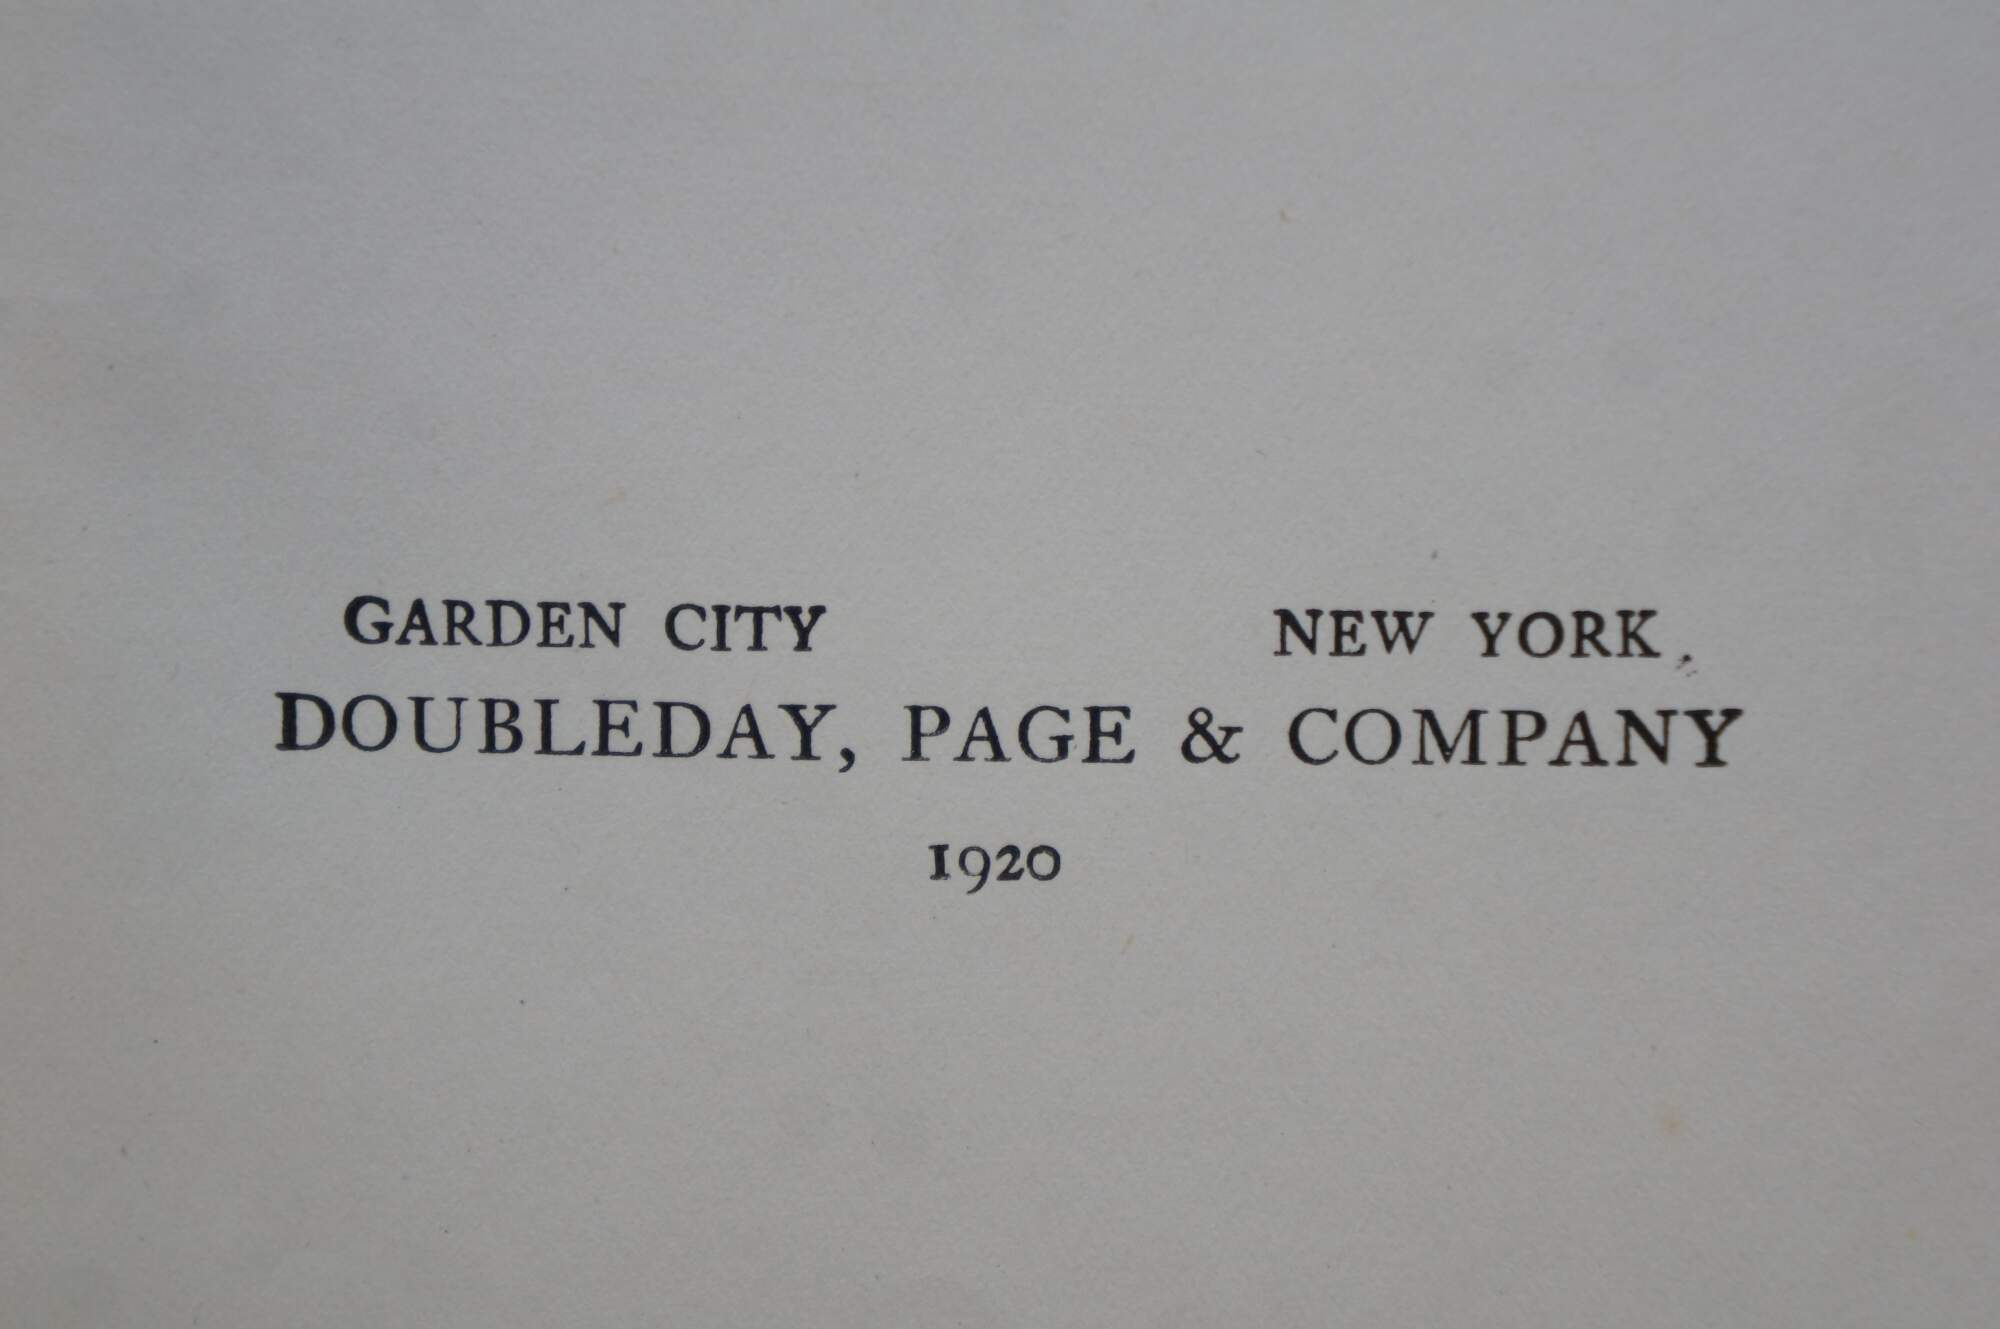 GARDEN CITY NEW YORK
DOUBLEDAY, PAGE & COMPANY
1920